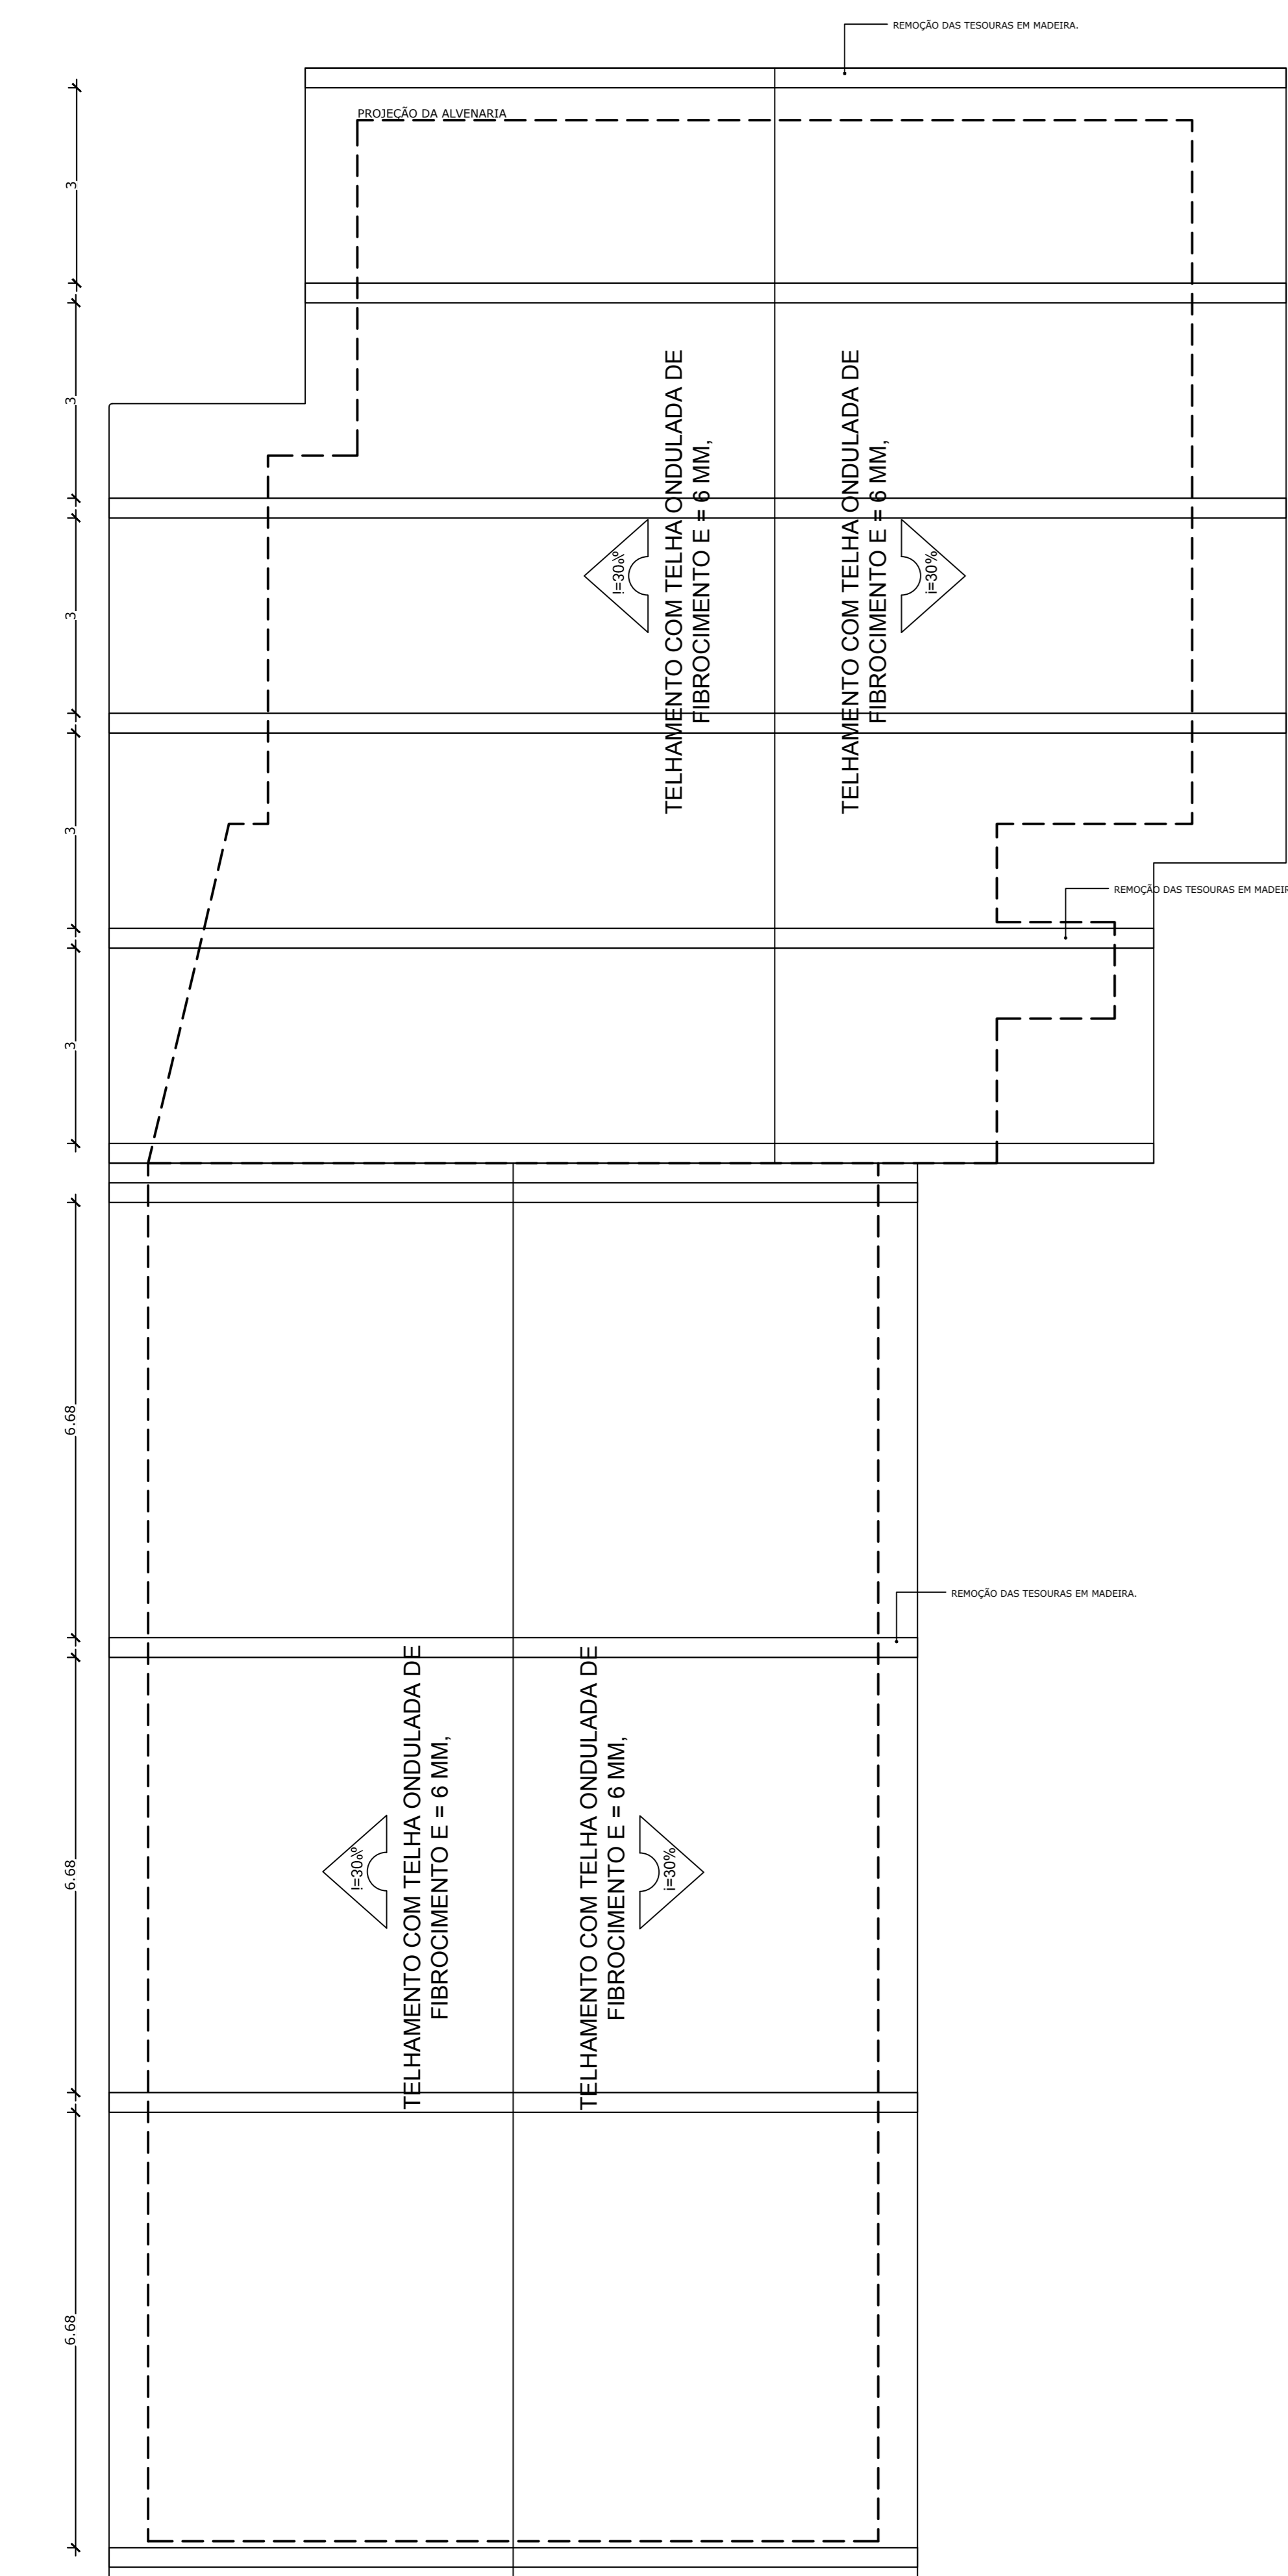 REMOÇÃO DAS TESOURAS EM MADEIRA.
PROJEÇÃO DA ALVENARIA
3
3
TELHAMENTO COM TELHA ONDULADA DE
FIBROCIMENTO E = 6 MM,
TELHAMENTO COM TELHA ONDULADA DE
FIBROCIMENTO E = 6 MM,
i=30%
i=30%
3
3
REMOÇÃO DAS TESOURAS EM MADEIR
3
6.68
REMOÇÃO DAS TESOURAS EM MADEIRA.
TELHAMENTO COM TELHA ONDULADA DE
FIBROCIMENTO E = 6 MM,
TELHAMENTO COM TELHA ONDULADA DE
FIBROCIMENTO E = 6 MM,
i=30%
i=30%
6.68
6.68